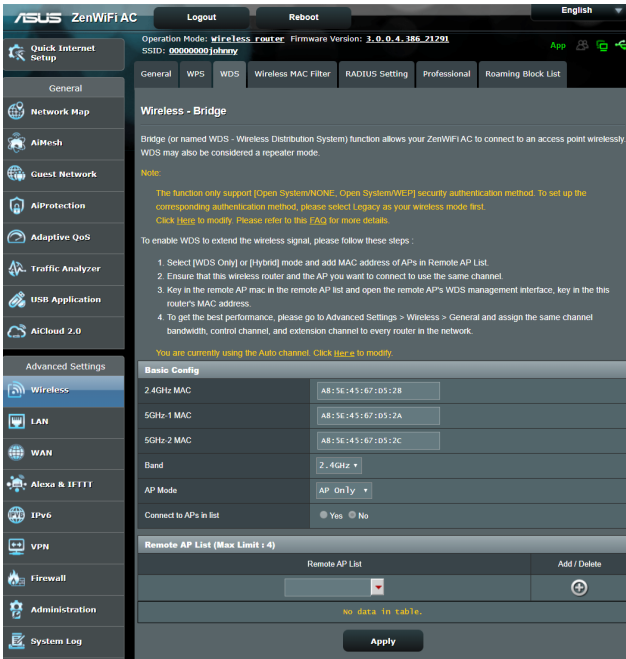 ASUS ZenWiFi AC
Logout
Reboot
English
Quick Internet Setup
Operation Mode: Wireless router Firmware Version: 3.0.0.4.386_21291
SSID: 00000000johnny
App
General
WPS
WDS
Wireless MAC Filter
RADIUS Setting
Professional
Roaming Block List
General
Network Map
AiMesh
Guest Network
AiProtection
Adaptive QoS
Traffic Analyzer
USB Application
AiCloud 2.0
Advanced Settings
Wireless
LAN
WAN
Alexa & IFTTT
IPv6
VPN
Firewall
Administration
System Log
Wireless - Bridge
Bridge (or named WDS - Wireless Distribution System) function allows your ZenWiFi AC to connect to an access point wirelessly.
WDS may also be considered a repeater mode.
Note:
The function only support [Open System/NONE, Open System/WEP] security authentication method. To set up the
corresponding authentication method, please select Legacy as your wireless mode first.
Click Here to modify. Please refer to this FAQ for more details.
To enable WDS to extend the wireless signal, please follow these steps :
1. Select [WDS Only] or [Hybrid] mode and add MAC address of APs in Remote AP List.
2. Ensure that this wireless router and the AP you want to connect to use the same channel.
3. Key in the remote AP mac in the remote AP list and open the remote AP's WDS management interface, key in the this
router's MAC address.
4. To get the best performance, please go to Advanced Settings > Wireless > General and assign the same channel
bandwidth, control channel, and extension channel to every router in the network.
You are currently using the Auto channel. Click Here to modify.
Basic Config
2.4GHz MAC
A8:5E:45:67:D5:28
5GHz-1 MAC
A8:5E:45:67:D5:2A
5GHz-2 MAC
A8:5E:45:67:D5:2C
Band
2.4GHz
AP Mode
AP Only
Connect to APs in list
Yes No
Remote AP List (Max Limit : 4)
Remote AP List
Add / Delete
No data in table.
Apply